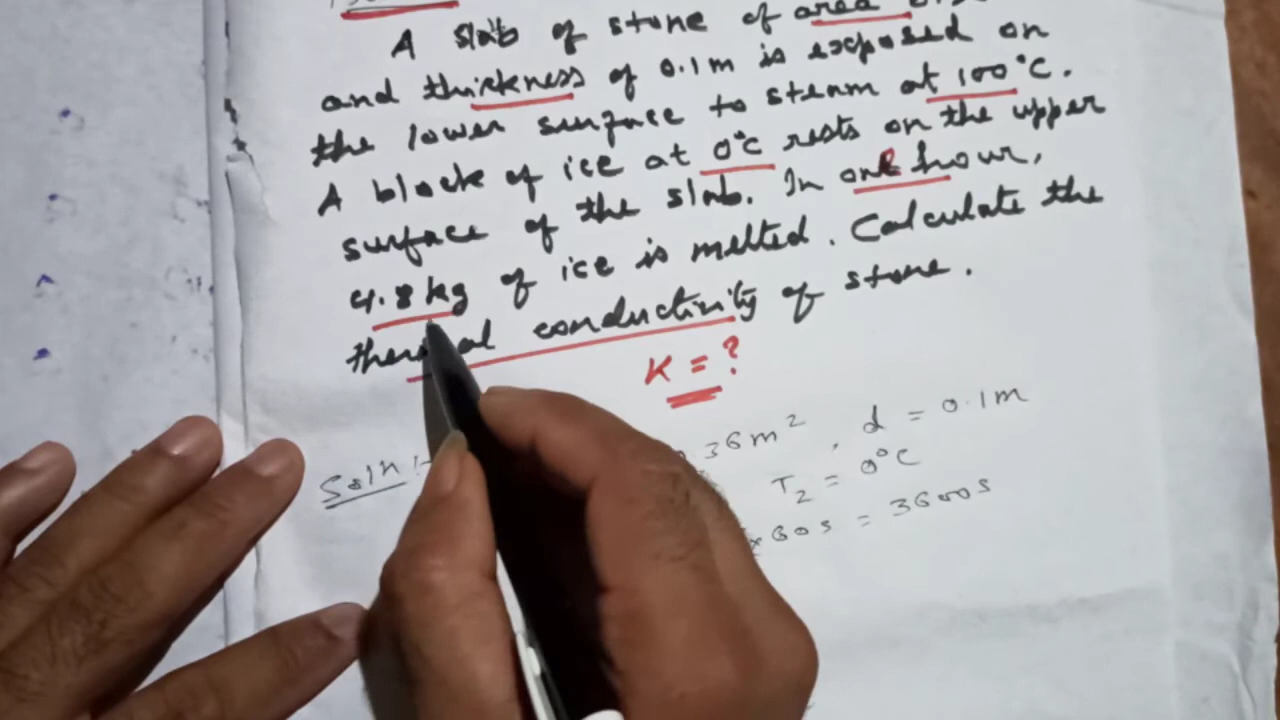 A slab of stone of area
and thickness of 0.1m is exposed on
the lower surface to steam at 100°C.
A block of ice at 0°C rests on the upper
surface of the slab. In one hour,
4.8 kg of ice is melted. Calculate the
thermal conductivity of stone.
K = ?
Soln :- 36m², d = 0.1m
T₂ = 0°C
×60s = 3600s